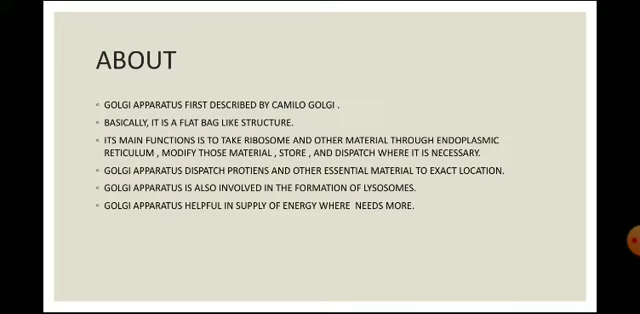 ABOUT
◦ GOLGI APPARATUS FIRST DESCRIBED BY CAMILO GOLGI .
◦ BASICALLY, IT IS A FLAT BAG LIKE STRUCTURE.
◦ ITS MAIN FUNCTIONS IS TO TAKE RIBOSOME AND OTHER MATERIAL THROUGH ENDOPLASMIC
RETICULUM , MODIFY THOSE MATERIAL , STORE , AND DISPATCH WHERE IT IS NECESSARY.
◦ GOLGI APPARATUS DISPATCH PROTIENS AND OTHER ESSENTIAL MATERIAL TO EXACT LOCATION.
◦ GOLGI APPARATUS IS ALSO INVOLVED IN THE FORMATION OF LYSOSOMES.
◦ GOLGI APPARATUS HELPFUL IN SUPPLY OF ENERGY WHERE NEEDS MORE.